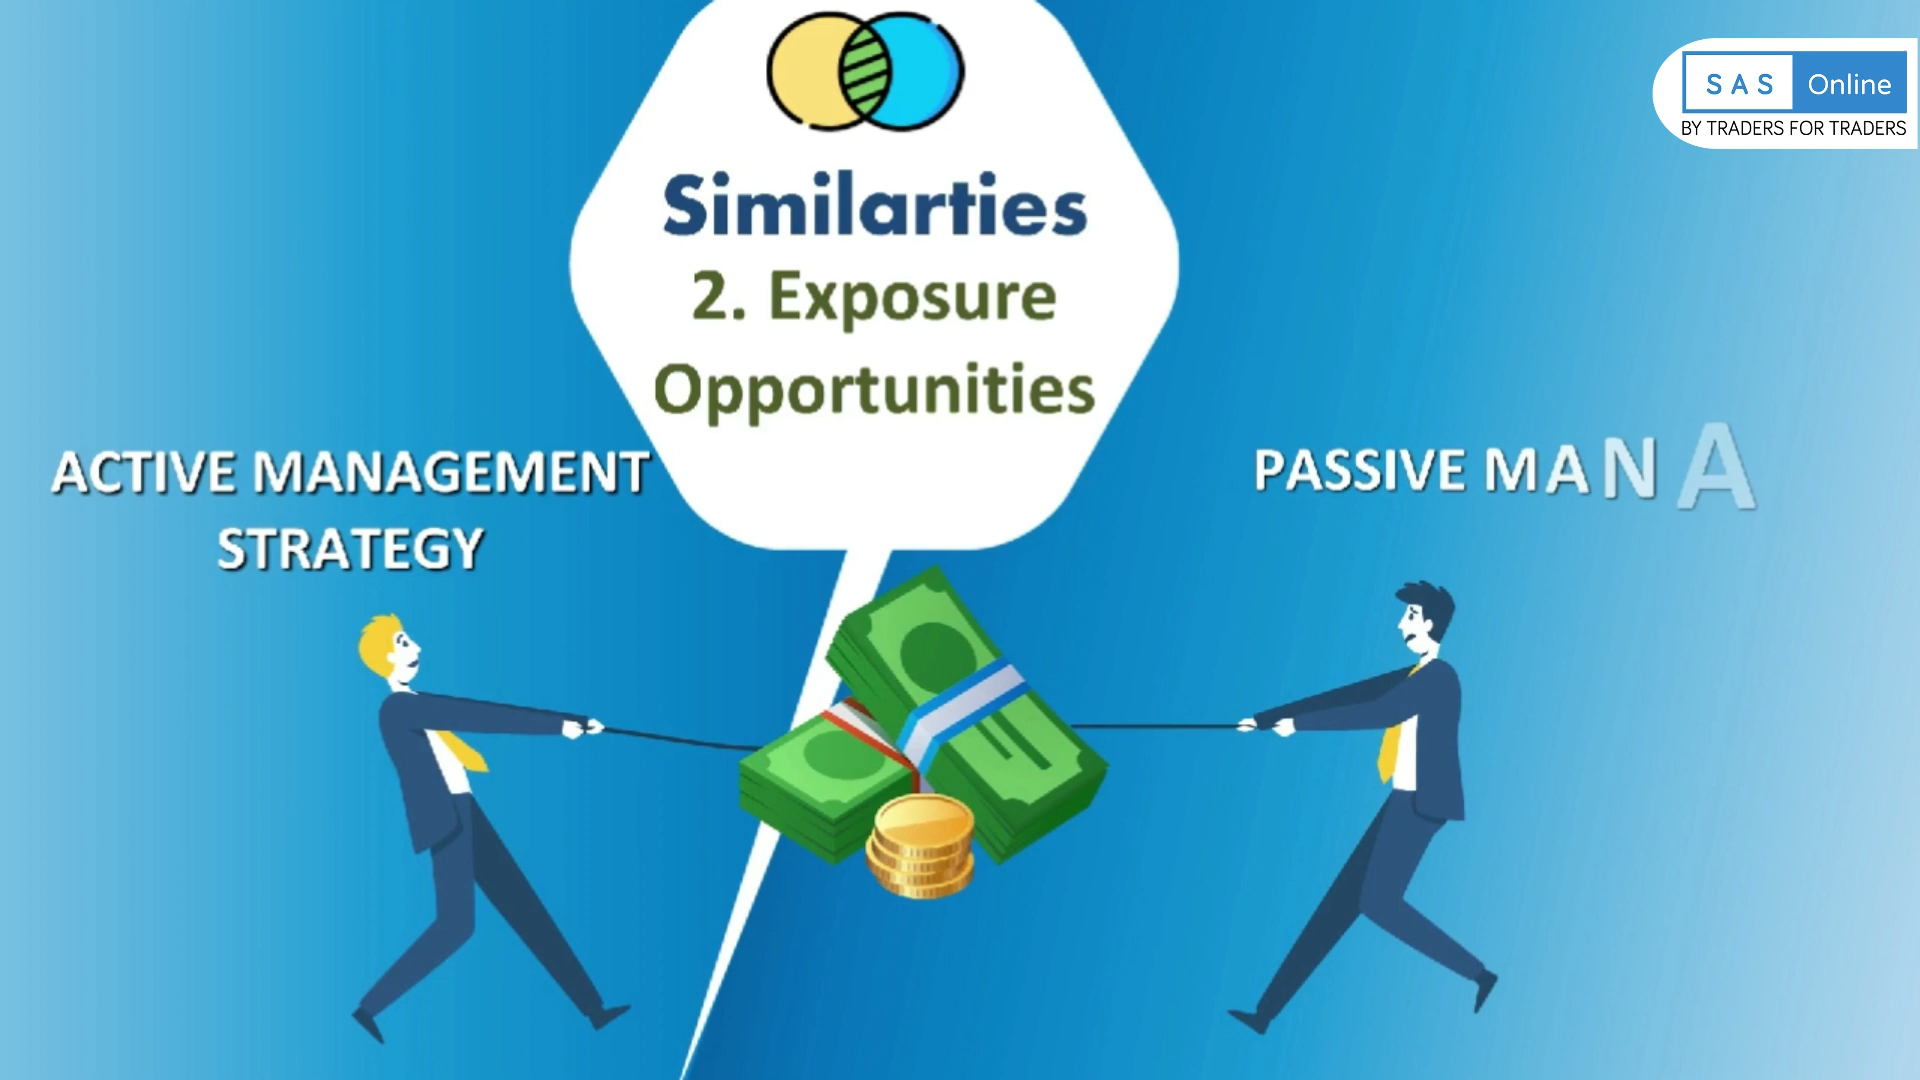 SAS Online
BY TRADERS FOR TRADERS
Similarties
2. Exposure
Opportunities
ACTIVE MANAGEMENT
STRATEGY
PASSIVE MANA